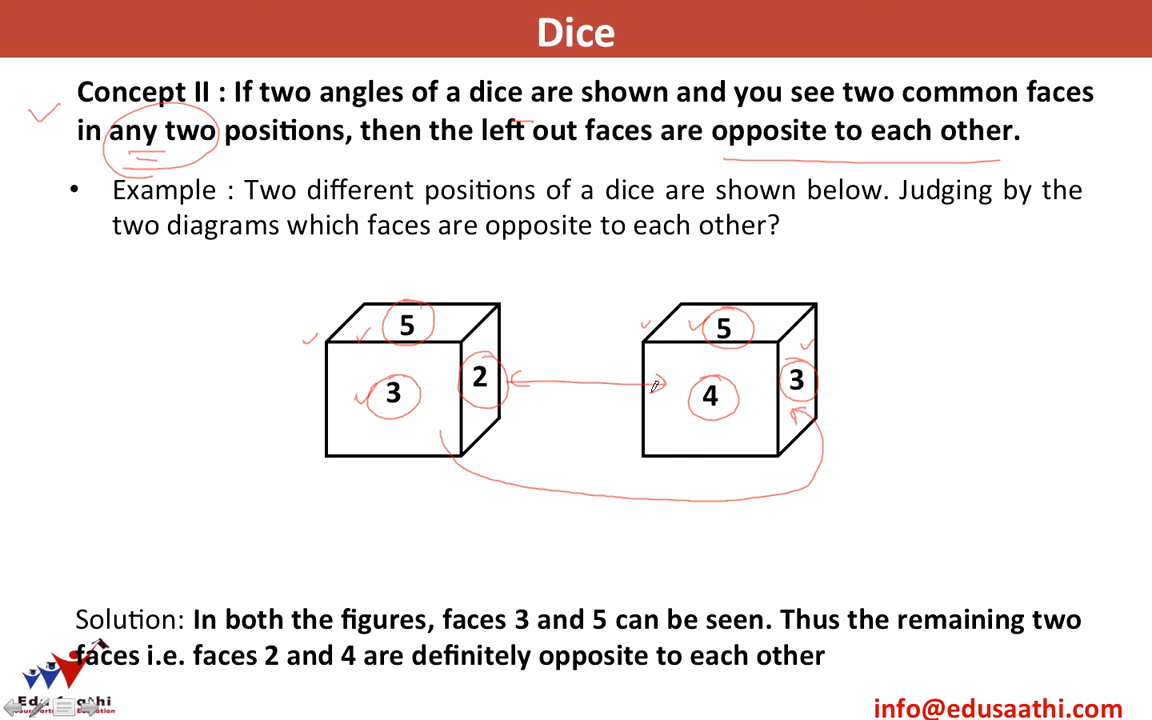 Dice
Concept II : If two angles of a dice are shown and you see two common faces
in any two positions, then the left out faces are opposite to each other.
• Example : Two different positions of a dice are shown below. Judging by the
two diagrams which faces are opposite to each other?
5
3
2
5
4
3
Solution: In both the figures, faces 3 and 5 can be seen. Thus the remaining two
faces i.e. faces 2 and 4 are definitely opposite to each other
info@edusaathi.com